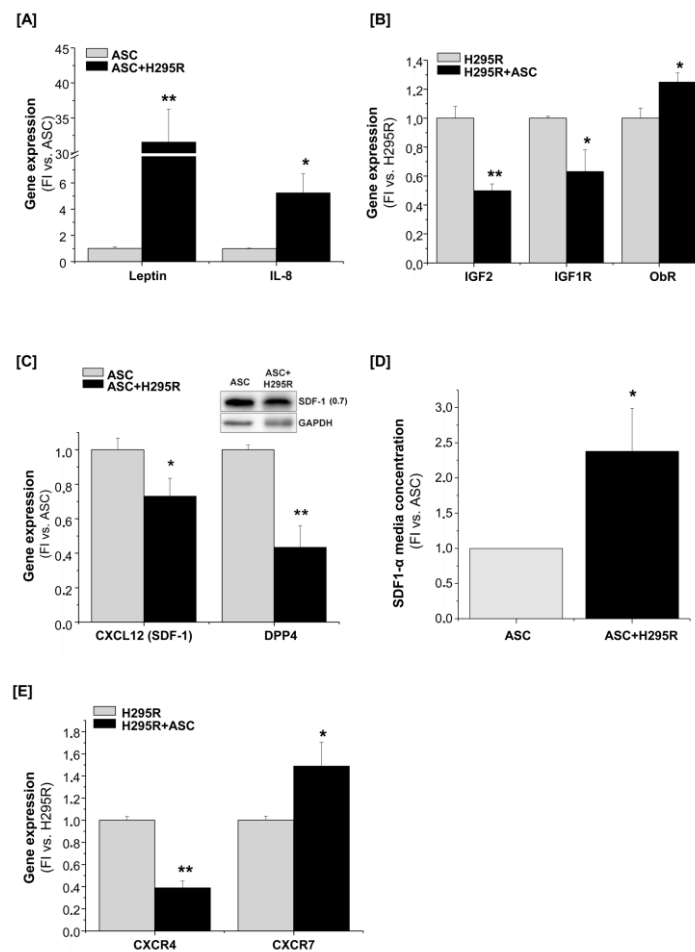 [A]
ASC
ASC+H295R
Gene expression
(FI vs. ASC)
45
40
35
30
6
4
2
0
**
*
Leptin
IL-8
[B]
H295R
H295R+ASC
Gene expression
(FI vs. H295R)
1,4
1,2
1,0
0,8
0,6
0,4
0,2
0,0
**
*
*
IGF2
IGF1R
ObR
[C]
ASC
ASC+H295R
ASC
ASC+
H295R
SDF-1 (0.7)
GAPDH
Gene expression
(FI vs. ASC)
1.0
0.8
0.6
0.4
0.2
0.0
*
**
CXCL12 (SDF-1)
DPP4
[D]
SDF1-α media concentration
(FI vs. ASC)
3.0
2.5
2.0
1.5
1.0
0.5
0.0
*
ASC
ASC+H295R
[E]
H295R
H295R+ASC
Gene expression
(FI vs. H295R)
1.8
1.6
1.4
1.2
1.0
0.8
0.6
0.4
0.2
0.0
**
*
CXCR4
CXCR7